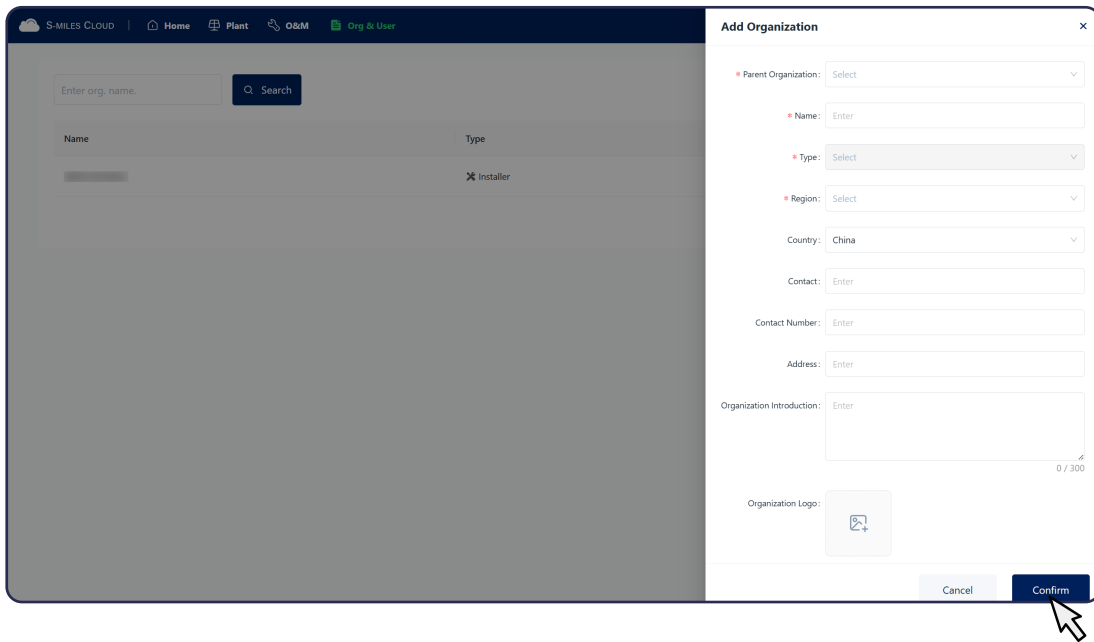 S-MILES CLOUD | Home Plant O&M Org & User
Enter org. name. Search
Name Type
Installer
Add Organization ×
* Parent Organization: Select
* Name: Enter
* Type: Select
* Region: Select
Country: China
Contact: Enter
Contact Number: Enter
Address: Enter
Organization Introduction: Enter
0 / 300
Organization Logo:
Cancel Confirm